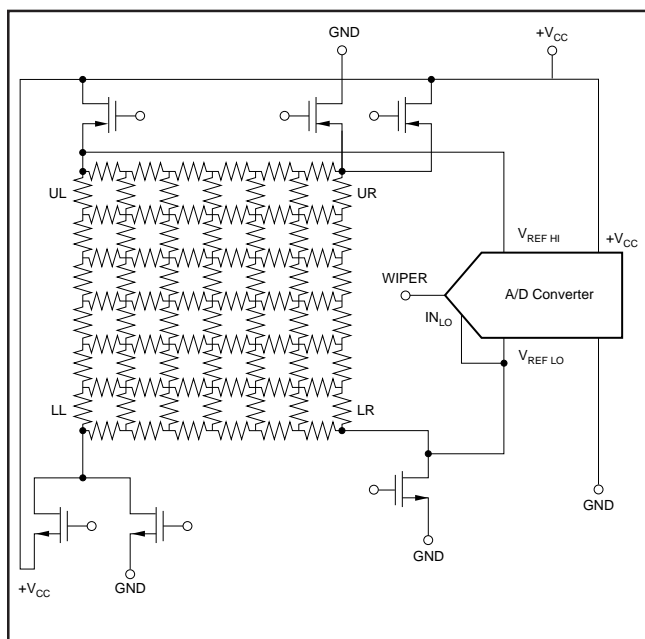 GND
+VCC
UL
UR
VREF HI
+VCC
WIPER
A/D Converter
INLO
VREF LO
LL
LR
GND
+VCC
GND
GND